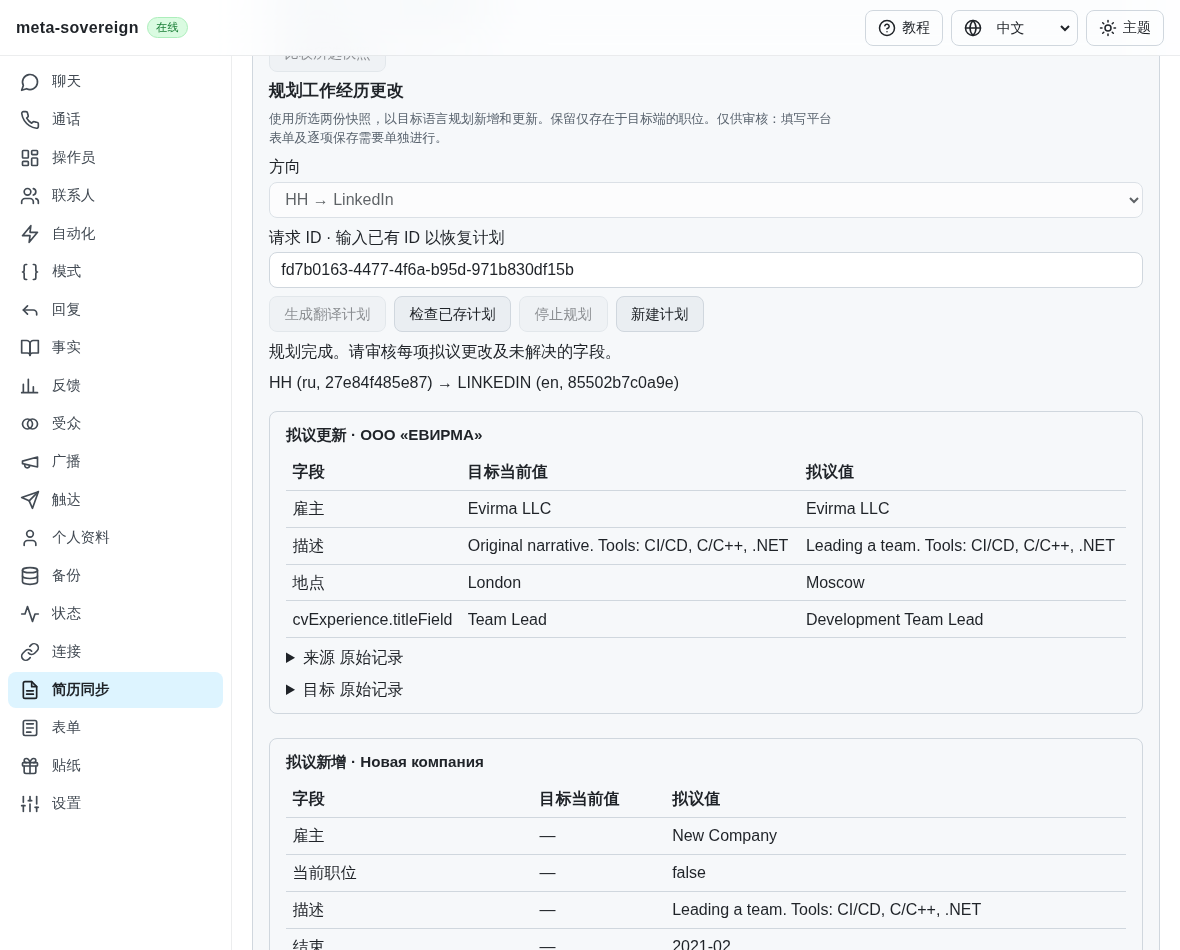 meta-sovereign 在线
教程 中文 主题
聊天
通话
操作员
联系人
自动化
模式
回复
事实
反馈
受众
广播
触达
个人资料
备份
状态
连接
简历同步
表单
贴纸
设置
规划工作经历更改
使用所选两份快照，以目标语言规划新增和更新。保留仅存在于目标端的职位。仅供审核：填写平台
表单及逐项保存需要单独进行。
方向
HH → LinkedIn
请求 ID · 输入已有 ID 以恢复计划
fd7b0163-4477-4f6a-b95d-971b830df15b
生成翻译计划 检查已存计划 停止规划 新建计划
规划完成。请审核每项拟议更改及未解决的字段。
HH (ru, 27e84f485e87) → LINKEDIN (en, 85502b7c0a9e)
拟议更新 · ООО «ЕВИРМА»
字段 目标当前值 拟议值
雇主 Evirma LLC Evirma LLC
描述 Original narrative. Tools: CI/CD, C/C++, .NET Leading a team. Tools: CI/CD, C/C++, .NET
地点 London Moscow
cvExperience.titleField Team Lead Development Team Lead
来源 原始记录
目标 原始记录
拟议新增 · Новая компания
字段 目标当前值 拟议值
雇主 — New Company
当前职位 — false
描述 — Leading a team. Tools: CI/CD, C/C++, .NET
结束 — 2021-02